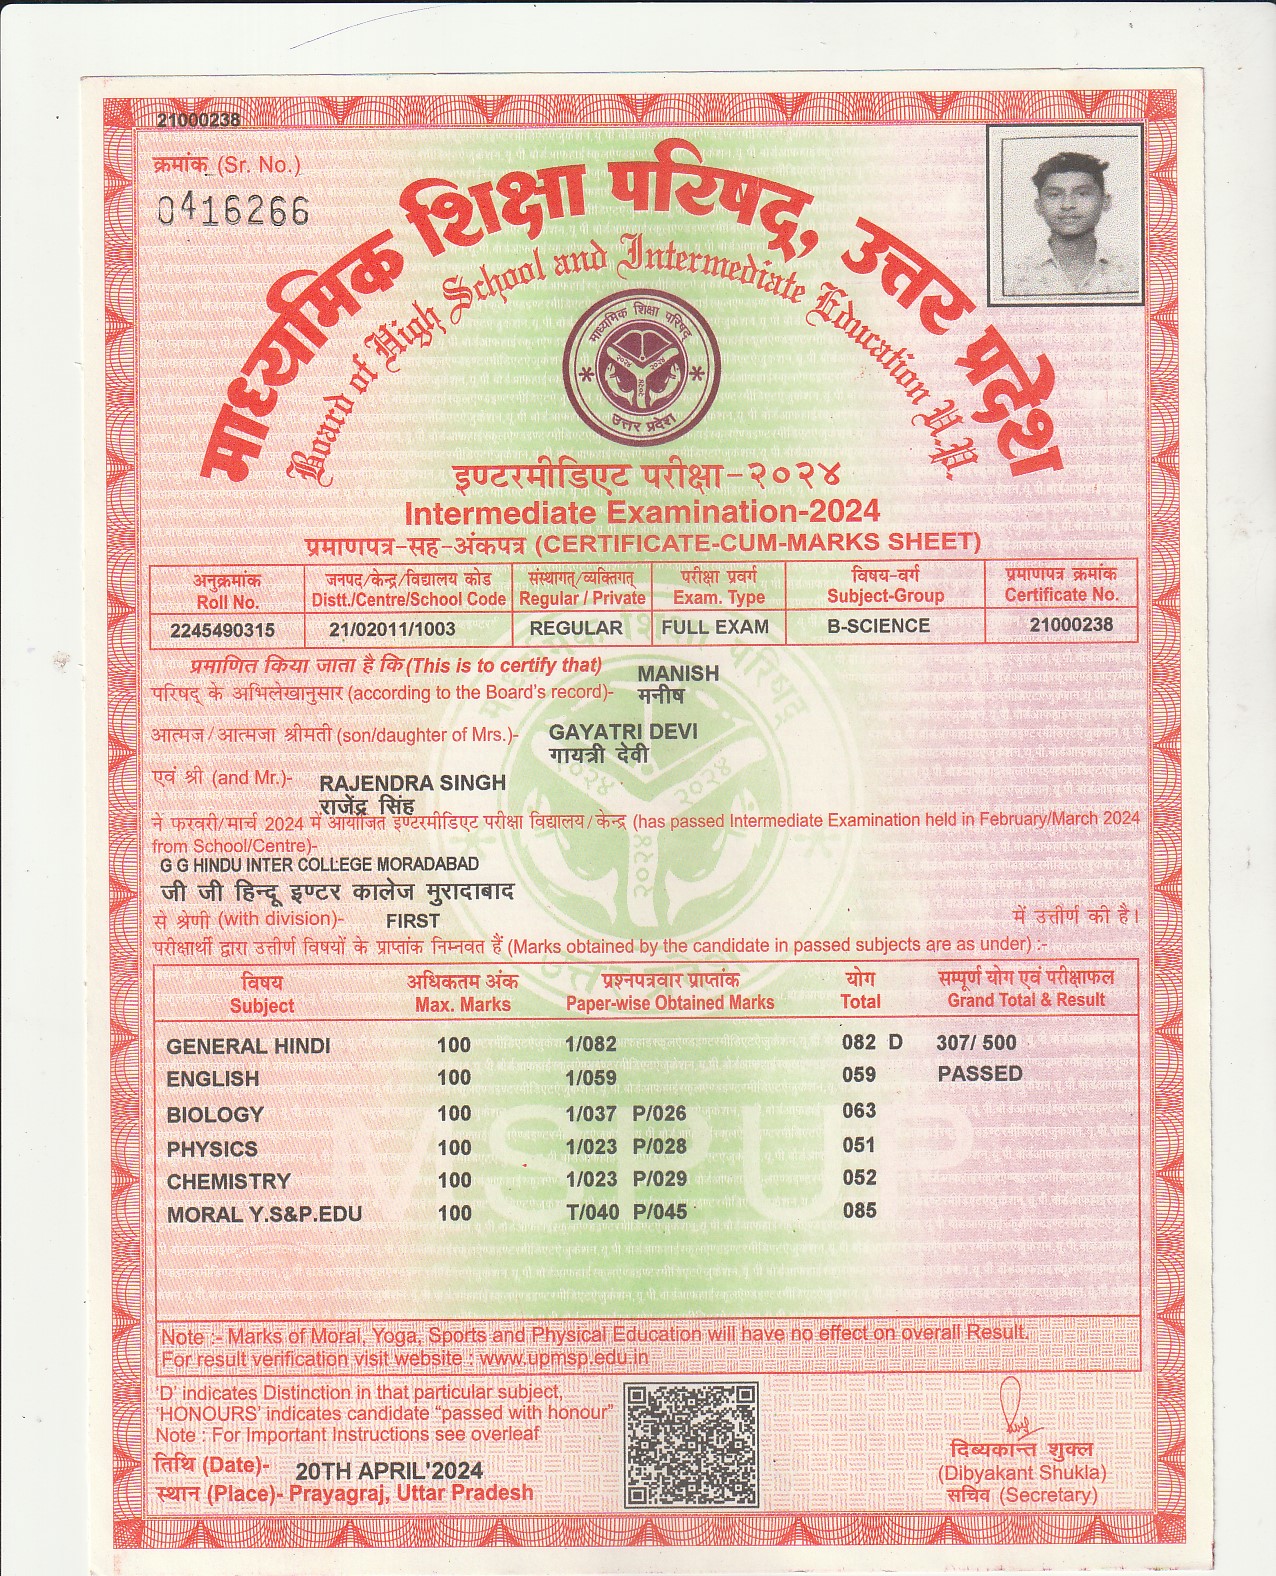 21000238
क्रमांक (Sr. No.)
0416266
माध्यमिक शिक्षा परिषद्, उत्तर प्रदेश
Board of High School and Intermediate Education U.P.
माध्यमिक शिक्षा परिषद्
उत्तर प्रदेश
इण्टरमीडिएट परीक्षा-२०२४
Intermediate Examination-2024
प्रमाणपत्र-सह-अंकपत्र (CERTIFICATE-CUM-MARKS SHEET)
अनुक्रमांक जनपद/केन्द्र/विद्यालय कोड संस्थागत्/व्यक्तिगत् परीक्षा प्रवर्ग विषय-वर्ग प्रमाणपत्र क्रमांक
Roll No. Distt./Centre/School Code Regular / Private Exam. Type Subject-Group Certificate No.
2245490315 21/02011/1003 REGULAR FULL EXAM B-SCIENCE 21000238
प्रमाणित किया जाता है कि (This is to certify that) MANISH
परिषद् के अभिलेखानुसार (according to the Board's record)- मनीष
आत्मज/आत्मजा श्रीमती (son/daughter of Mrs.)- GAYATRI DEVI
गायत्री देवी
एवं श्री (and Mr.)- RAJENDRA SINGH
राजेंद्र सिंह
ने फरवरी/मार्च 2024 में आयोजित इण्टरमीडिएट परीक्षा विद्यालय/केन्द्र (has passed Intermediate Examination held in February/March 2024
from School/Centre)-
G G HINDU INTER COLLEGE MORADABAD
जी जी हिन्दू इण्टर कालेज मुरादाबाद
से श्रेणी (with division)- FIRST में उत्तीर्ण की है।
परीक्षार्थी द्वारा उत्तीर्ण विषयों के प्राप्तांक निम्नवत हैं (Marks obtained by the candidate in passed subjects are as under) :-
विषय अधिकतम अंक प्रश्नपत्रवार प्राप्तांक योग सम्पूर्ण योग एवं परीक्षाफल
Subject Max. Marks Paper-wise Obtained Marks Total Grand Total & Result
GENERAL HINDI 100 1/082 082 D 307/ 500
ENGLISH 100 1/059 059 PASSED
BIOLOGY 100 1/037 P/026 063
PHYSICS 100 1/023 P/028 051
CHEMISTRY 100 1/023 P/029 052
MORAL Y.S&P.EDU 100 T/040 P/045 085
Note :- Marks of Moral, Yoga, Sports and Physical Education will have no effect on overall Result.
For result verification visit website : www.upmsp.edu.in
'D' indicates Distinction in that particular subject,
'HONOURS' indicates candidate "passed with honour"
Note : For Important Instructions see overleaf
तिथि (Date)- 20TH APRIL'2024
स्थान (Place)- Prayagraj, Uttar Pradesh
दिब्यकान्त शुक्ल
(Dibyakant Shukla)
सचिव (Secretary)